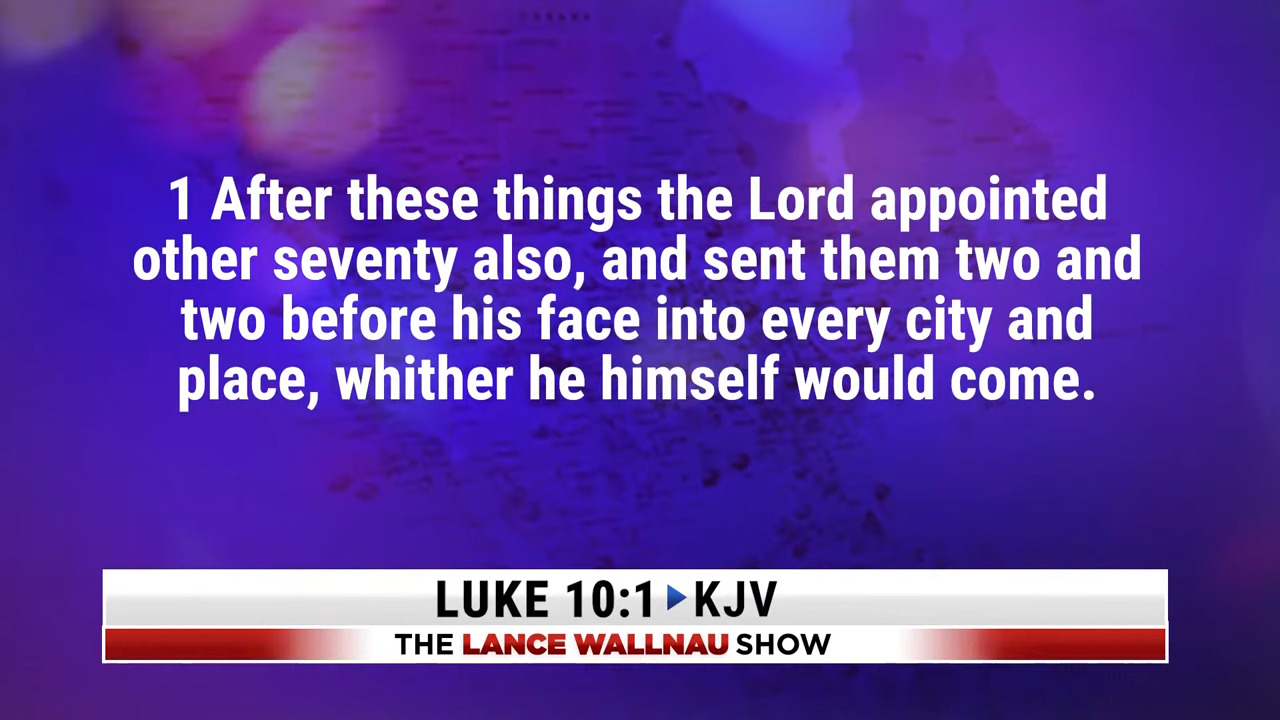 1 After these things the Lord appointed
other seventy also, and sent them two and
two before his face into every city and
place, whither he himself would come.
LUKE 10:1 ▶ KJV
THE LANCE WALLNAU SHOW